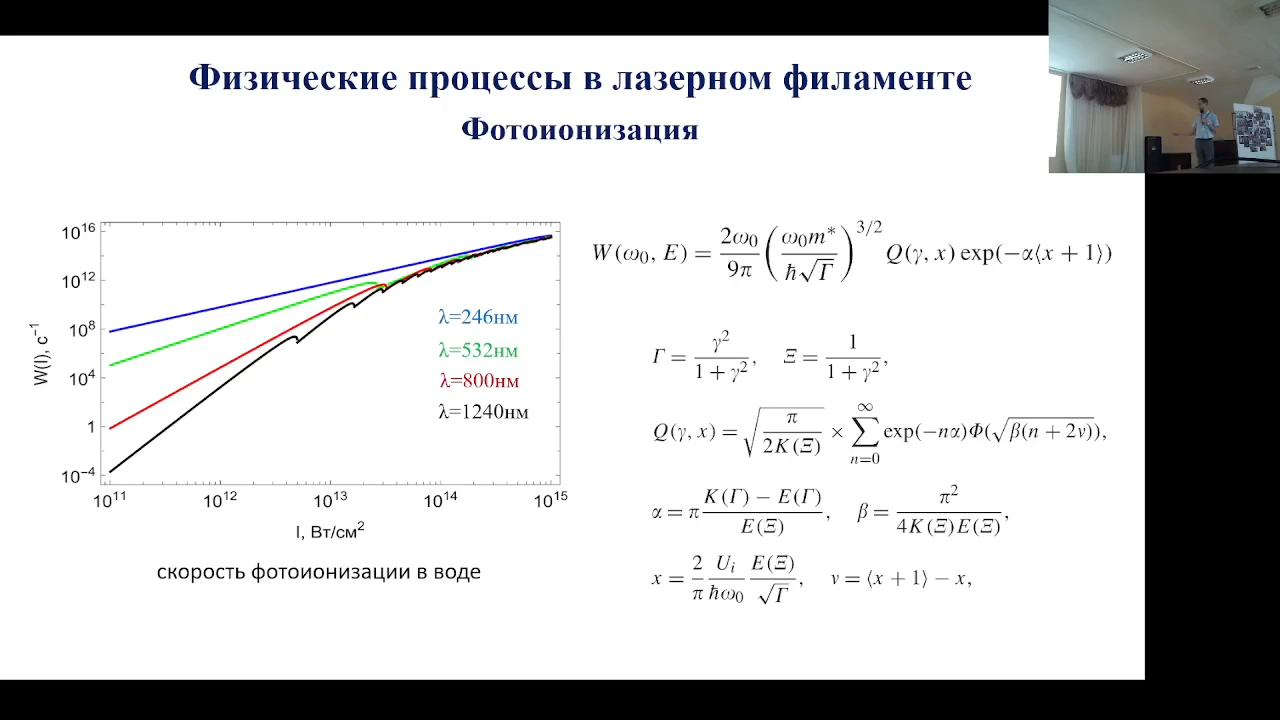 Физические процессы в лазерном филаменте
Фотоионизация
10^16
10^12
10^8
10^4
1
10^−4
W(I), c^−1
10^11 10^12 10^13 10^14 10^15
I, Вт/см^2
λ=246нм
λ=532нм
λ=800нм
λ=1240нм
скорость фотоионизации в воде
W(ω₀, E) = 2ω₀/9π (ω₀m*/ħ√Γ)^3/2 Q(γ, x) exp(−α⟨x + 1⟩)
Γ = γ²/(1 + γ²), Ξ = 1/(1 + γ²),
Q(γ, x) = √(π/2K(Ξ)) × ∑_{n=0}^{∞} exp(−nα)Φ(√(β(n + 2ν))),
α = π (K(Γ) − E(Γ))/E(Ξ), β = π²/(4K(Ξ)E(Ξ)),
x = 2/π U_i/ħω₀ E(Ξ)/√Γ, ν = ⟨x + 1⟩ − x,